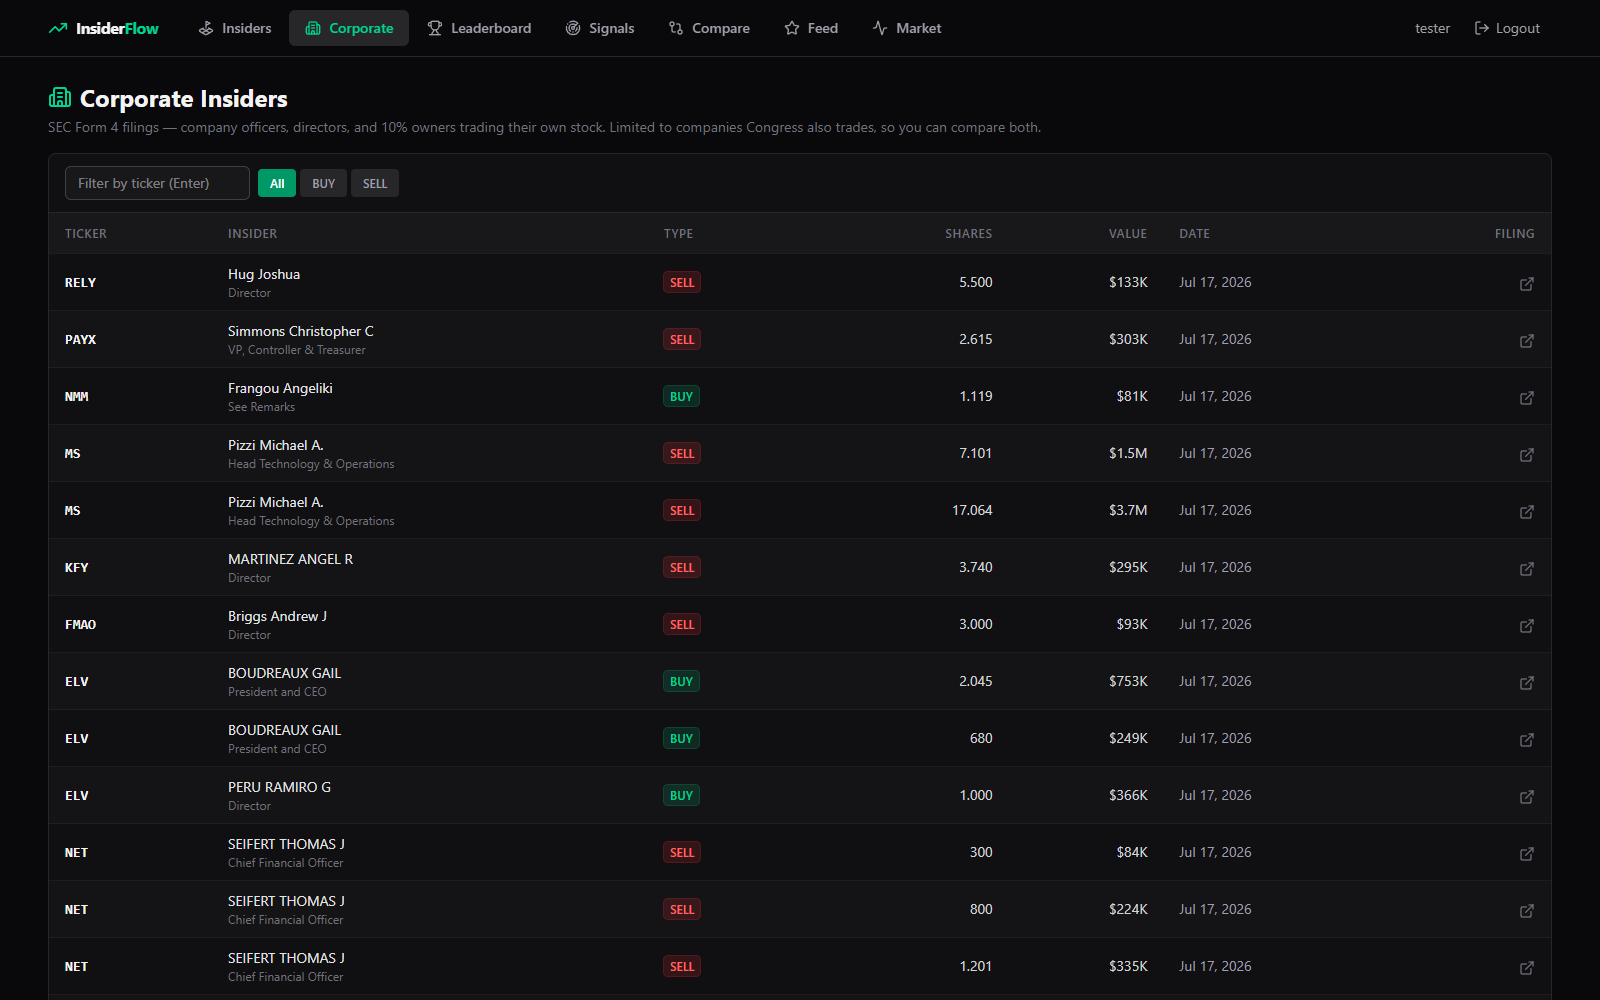 InsiderFlow Insiders Corporate Leaderboard Signals Compare Feed Market tester Logout
Corporate Insiders
SEC Form 4 filings — company officers, directors, and 10% owners trading their own stock. Limited to companies Congress also trades, so you can compare both.
Filter by ticker (Enter) All BUY SELL
TICKER INSIDER TYPE SHARES VALUE DATE FILING
RELY Hug Joshua SELL 5.500 $133K Jul 17, 2026
Director
PAYX Simmons Christopher C SELL 2.615 $303K Jul 17, 2026
VP, Controller & Treasurer
NMM Frangou Angeliki BUY 1.119 $81K Jul 17, 2026
See Remarks
MS Pizzi Michael A. SELL 7.101 $1.5M Jul 17, 2026
Head Technology & Operations
MS Pizzi Michael A. SELL 17.064 $3.7M Jul 17, 2026
Head Technology & Operations
KFY MARTINEZ ANGEL R SELL 3.740 $295K Jul 17, 2026
Director
FMAO Briggs Andrew J SELL 3.000 $93K Jul 17, 2026
Director
ELV BOUDREAUX GAIL BUY 2.045 $753K Jul 17, 2026
President and CEO
ELV BOUDREAUX GAIL BUY 680 $249K Jul 17, 2026
President and CEO
ELV PERU RAMIRO G BUY 1.000 $366K Jul 17, 2026
Director
NET SEIFERT THOMAS J SELL 300 $84K Jul 17, 2026
Chief Financial Officer
NET SEIFERT THOMAS J SELL 800 $224K Jul 17, 2026
Chief Financial Officer
NET SEIFERT THOMAS J SELL 1.201 $335K Jul 17, 2026
Chief Financial Officer